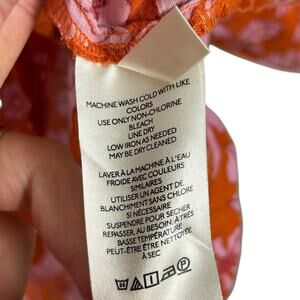 MACHINE WASH COLD WITH LIKE
COLORS
USE ONLY NON-CHLORINE
BLEACH
LINE DRY
LOW IRON AS NEEDED
MAY BE DRY CLEANED
LAVER À LA MACHINE À L'EAU
FROIDE AVEC COULEURS
SIMILAIRES
UTILISER UN AGENT DE
BLANCHIMENT SANS CHLORE
SI NÉCESSAIRE
SUSPENDRE POUR SÉCHER
REPASSER, AU BESOIN, À TRÈS
BASSE TEMPÉRATURE
PEUT-ÊTRE NETTOYÉE
À SEC